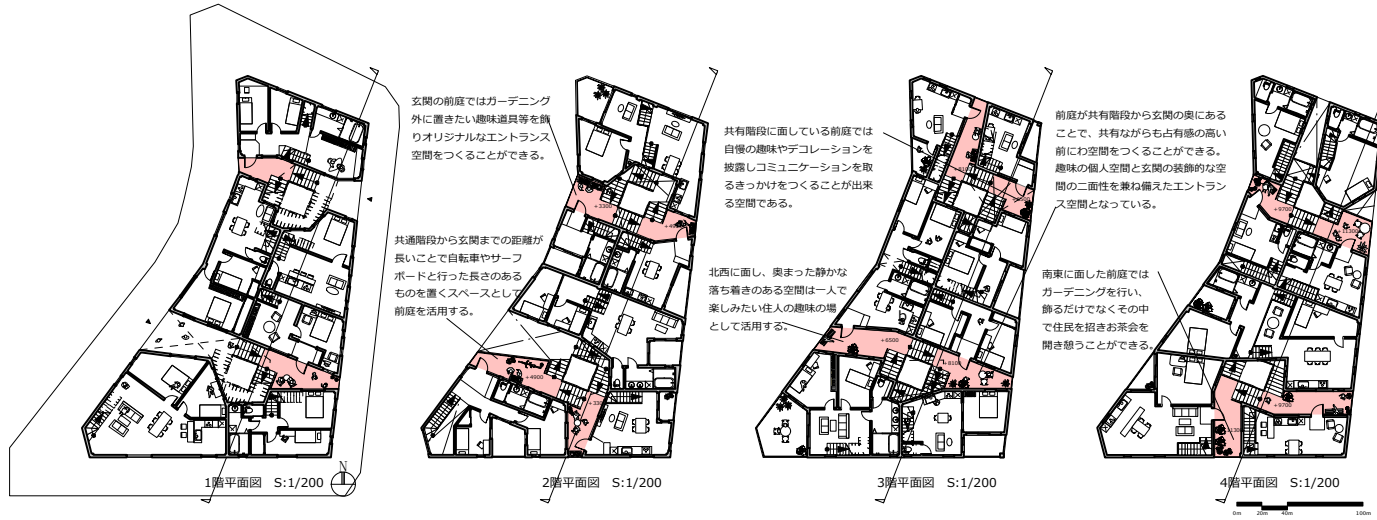 玄関の前庭ではガーデニング
外に置きたい趣味道具等を飾
りオリジナルなエントランス
空間をつくることができる。
共通階段から玄関までの距離が
長いことで自転車やサーフ
ボードと行った長さのある
ものを置くスペースとして
前庭を活用する。
共有階段に面している前庭では
自慢の趣味やデコレーションを
披露しコミュニケーションを取
るきっかけをつくることが出来
る空間である。
北西に面し、奥まった静かな
落ち着きのある空間は一人で
楽しみたい住人の趣味の場
として活用する。
前庭が共有階段から玄関の奥にある
ことで、共有ながらも占有感の高い
前にわ空間をつくることができる。
趣味の個人空間と玄関の装飾的な空
間の二面性を兼ね備えたエントラン
ス空間となっている。
南東に面した前庭では
ガーデニングを行い、
飾るだけでなくその中
で住民を招きお茶会を
開き憩うことができる。
+3300
+4900
+6500
+8100
+9700
+11300
+9700
N
1階平面図 S:1/200
2階平面図 S:1/200
3階平面図 S:1/200
4階平面図 S:1/200
0m 20m 40m 100m